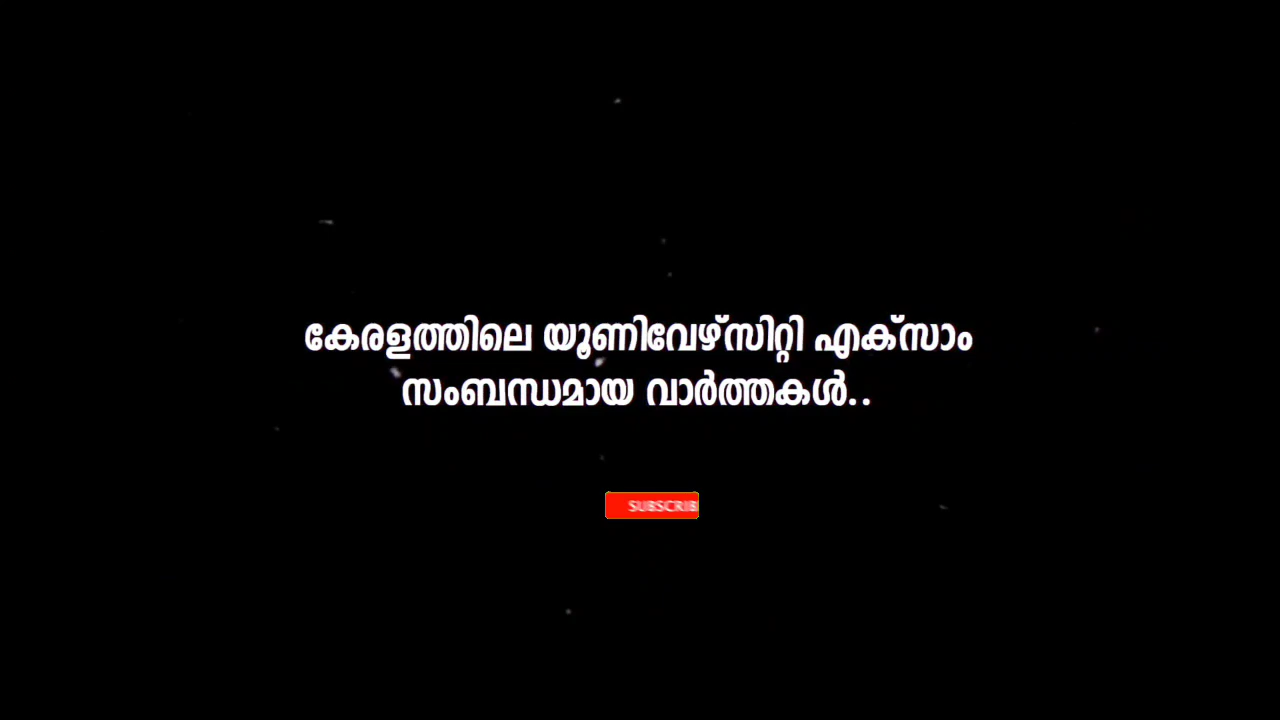 കേരളത്തിലെ യൂണിവേഴ്സിറ്റി എക്സാം
സംബന്ധമായ വാർത്തകൾ..
SUBSCRIB